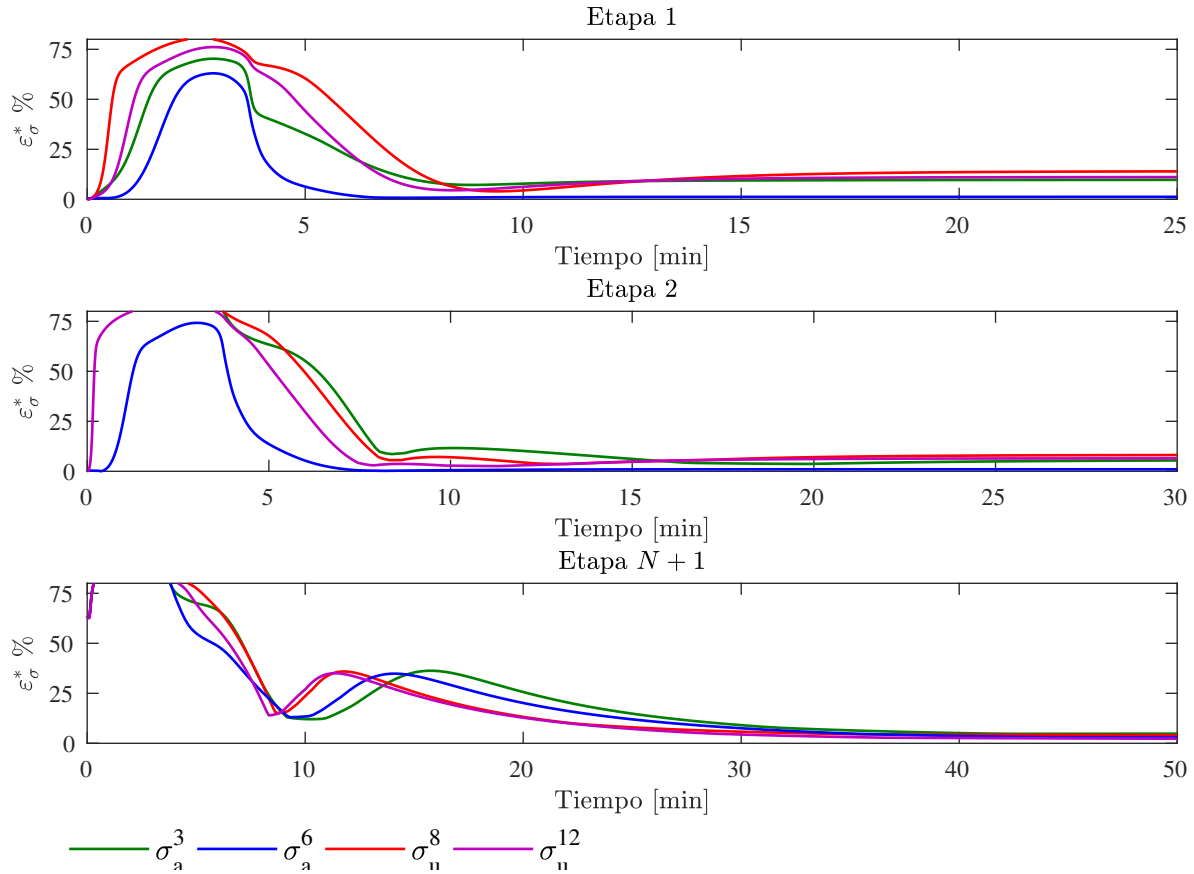 Etapa 1
ε*σ %
75
50
25
0
0 5 10 15 20 25
Tiempo [min]
Etapa 2
ε*σ %
75
50
25
0
0 5 10 15 20 25 30
Tiempo [min]
Etapa N + 1
ε*σ %
75
50
25
0
0 10 20 30 40 50
Tiempo [min]
σ³ₐ σ⁶ₐ σ⁸ᵤ σ¹²ᵤ